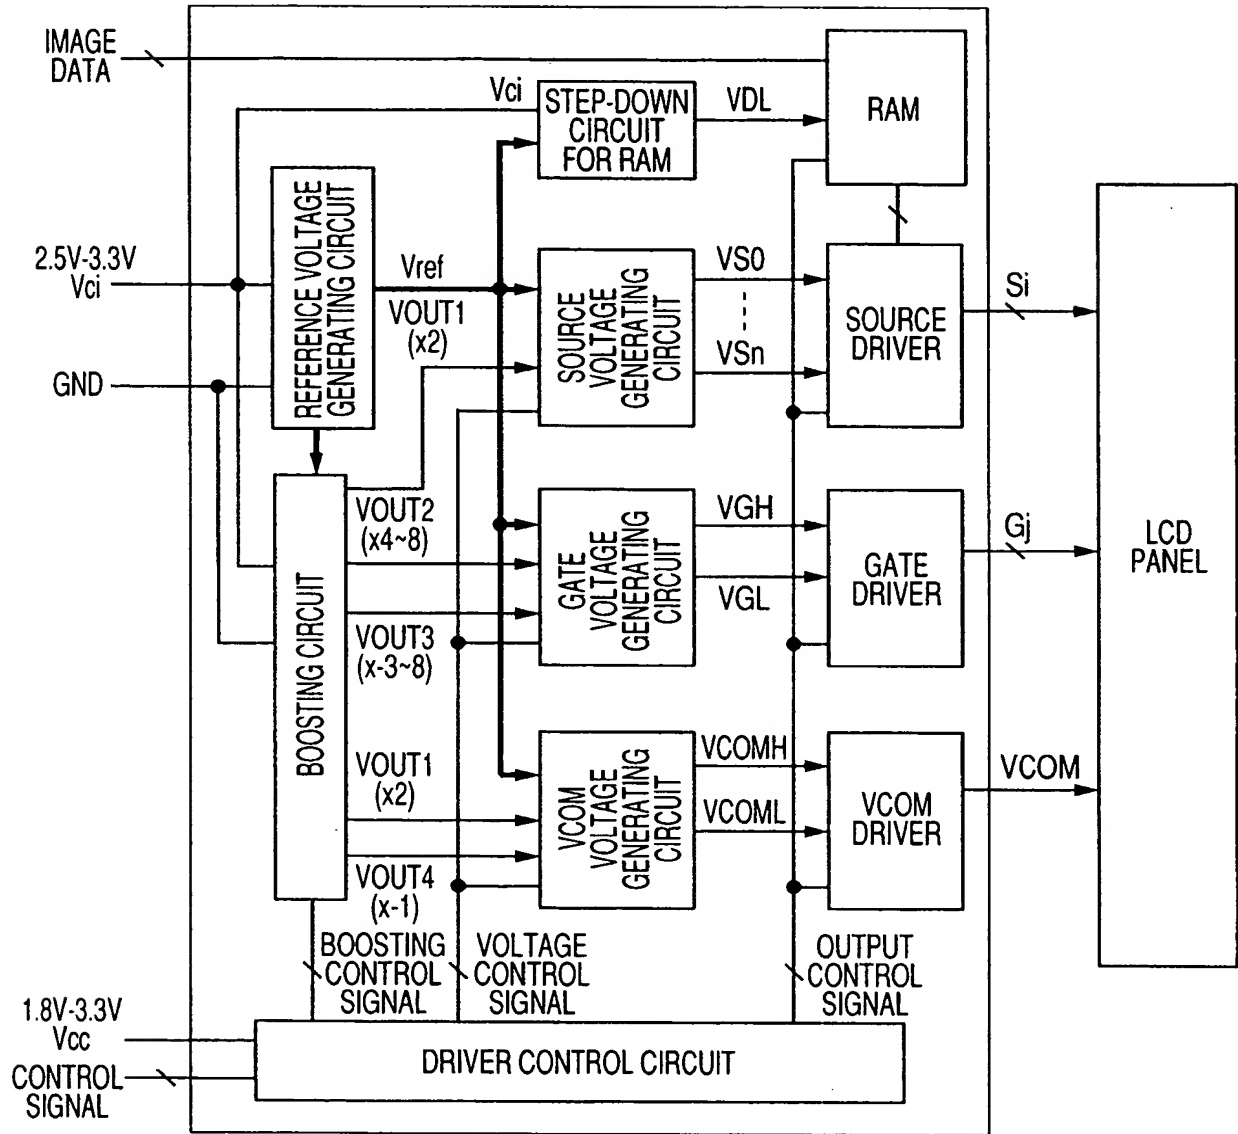 IMAGE
DATA
Vci
STEP-DOWN
CIRCUIT
FOR RAM
VDL
RAM
2.5V-3.3V
Vci
GND
REFERENCE VOLTAGE
GENERATING CIRCUIT
Vref
VOUT1
(x2)
SOURCE
VOLTAGE
GENERATING
CIRCUIT
VS0
VSn
SOURCE
DRIVER
Si
BOOSTING CIRCUIT
VOUT2
(x4~8)
VOUT3
(x-3~8)
GATE
VOLTAGE
GENERATING
CIRCUIT
VGH
VGL
GATE
DRIVER
Gj
LCD
PANEL
VOUT1
(x2)
VOUT4
(x-1)
VCOM
VOLTAGE
GENERATING
CIRCUIT
VCOMH
VCOML
VCOM
DRIVER
VCOM
BOOSTING
CONTROL
SIGNAL
VOLTAGE
CONTROL
SIGNAL
OUTPUT
CONTROL
SIGNAL
1.8V-3.3V
Vcc
CONTROL
SIGNAL
DRIVER CONTROL CIRCUIT